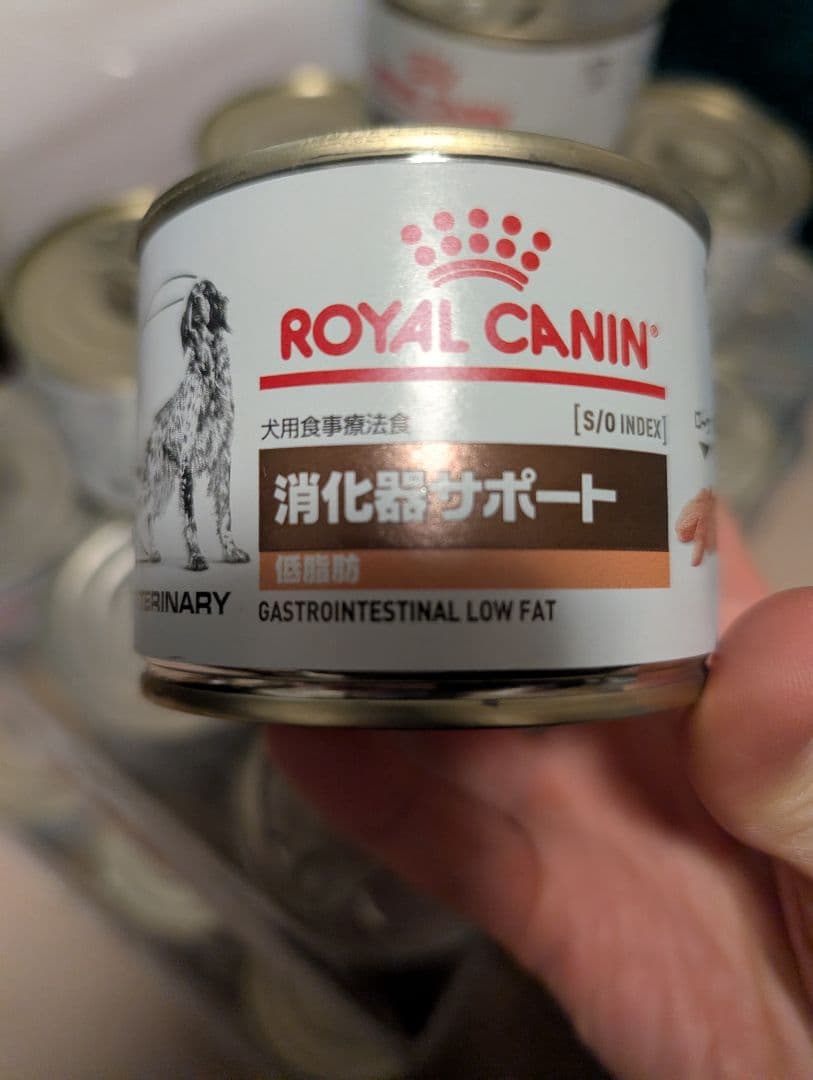 ROYAL CANIN®
犬用食事療法食
[S/O INDEX]
消化器サポート
低脂肪
GASTROINTESTINAL LOW FAT